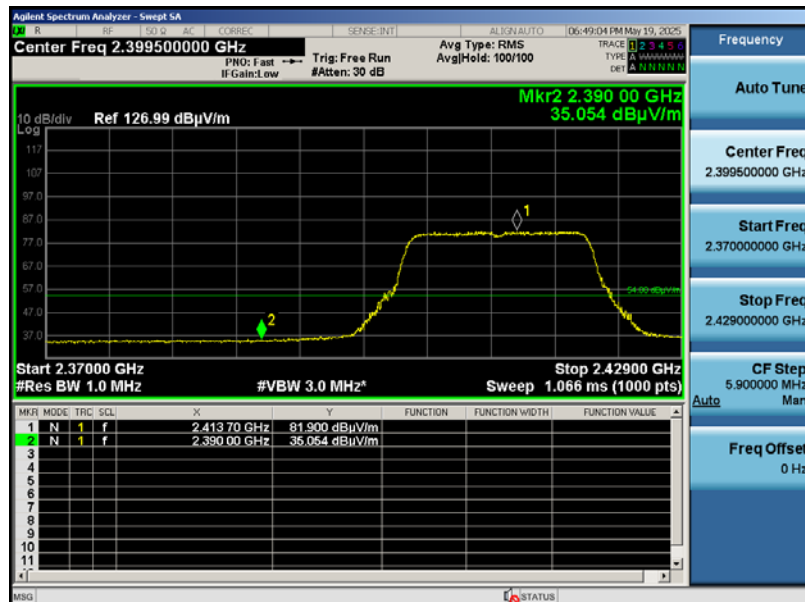 Agilent Spectrum Analyzer - Swept SA
R RF 50 Ω AC CORREC SENSE:INT ALIGN AUTO 06:49:04 PM May 19, 2025
Center Freq 2.399500000 GHz
PNO: Fast
IFGain:Low
Trig: Free Run
#Atten: 30 dB
Avg Type: RMS
Avg|Hold: 100/100
TRACE 1 2 3 4 5 6
TYPE A WWWWW
DET A N N N N N
Frequency
Auto Tune
Center Freq
2.399500000 GHz
Start Freq
2.370000000 GHz
Stop Freq
2.429000000 GHz
CF Step
5.900000 MHz
Auto Man
Freq Offset
0 Hz
Mkr2 2.390 00 GHz
35.054 dBµV/m
10 dB/div Ref 126.99 dBµV/m
Log
117
107
97.0
87.0
77.0
67.0
57.0
47.0
37.0
1
2
54.00 dBµV/m
Start 2.37000 GHz Stop 2.42900 GHz
#Res BW 1.0 MHz #VBW 3.0 MHz* Sweep 1.066 ms (1000 pts)
MKR MODE TRC SCL X Y FUNCTION FUNCTION WIDTH FUNCTION VALUE
1 N 1 f 2.413 70 GHz 81.900 dBµV/m
2 N 1 f 2.390 00 GHz 35.054 dBµV/m
3
4
5
6
7
8
9
10
11
MSG STATUS